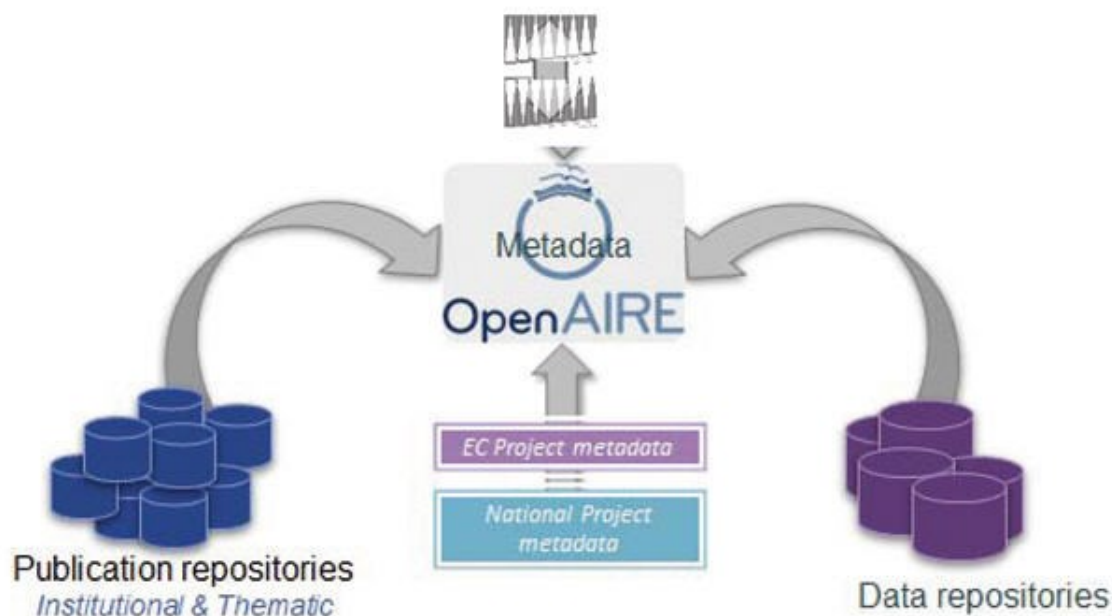 Metadata
OpenAIRE
EC Project metadata
National Project
metadata
Publication repositories
Institutional & Thematic
Data repositories